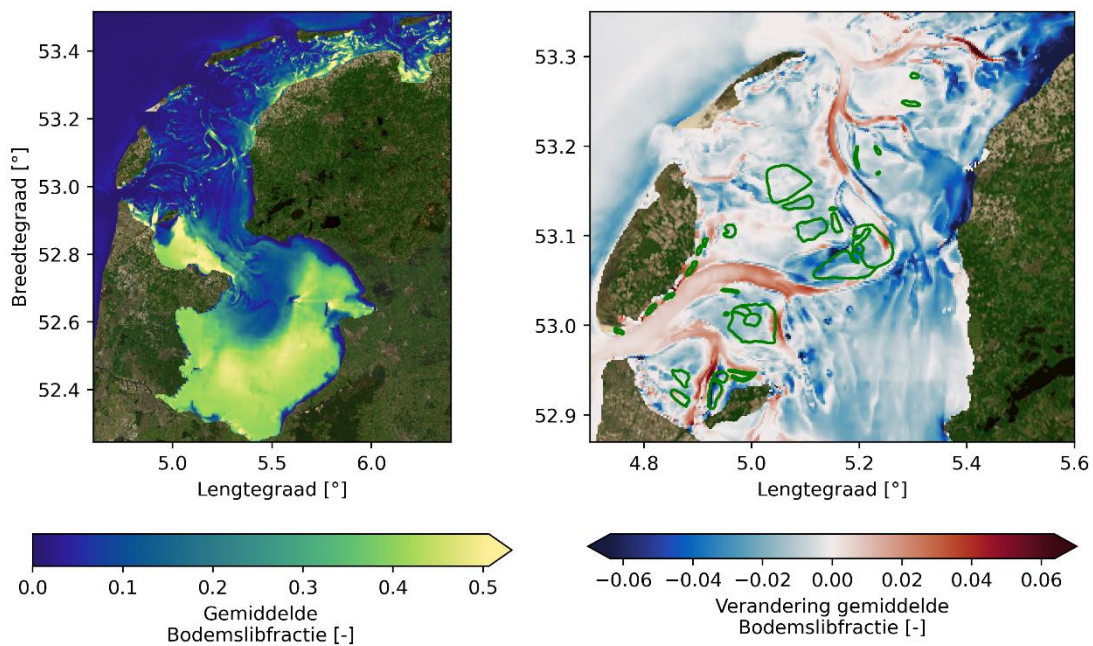 53.4
53.2
53.0
52.8
52.6
52.4
Breedtegraad [°]
5.0 5.5 6.0
Lengtegraad [°]
53.3
53.2
53.1
53.0
52.9
4.8 5.0 5.2 5.4 5.6
Lengtegraad [°]
0.0 0.1 0.2 0.3 0.4 0.5
Gemiddelde
Bodemslibfractie [-]
−0.06 −0.04 −0.02 0.00 0.02 0.04 0.06
Verandering gemiddelde
Bodemslibfractie [-]